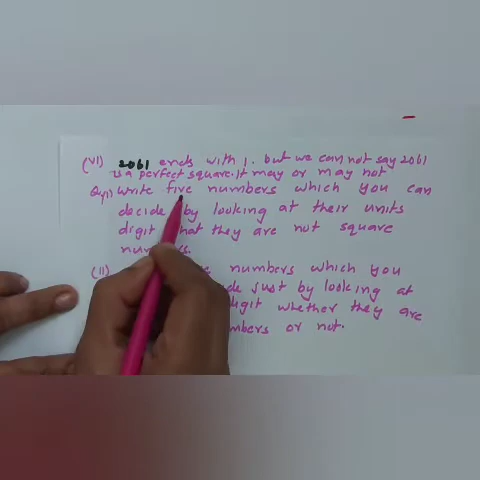 (VI) 2061 ends with 1. but we can not say 2061
is a perfect square. It may or may not
Q(i) Write five numbers which you can
decide by looking at their units
digit that they are not square
numbers.
(II) numbers which you
just by looking at
digit whether they are
or not.